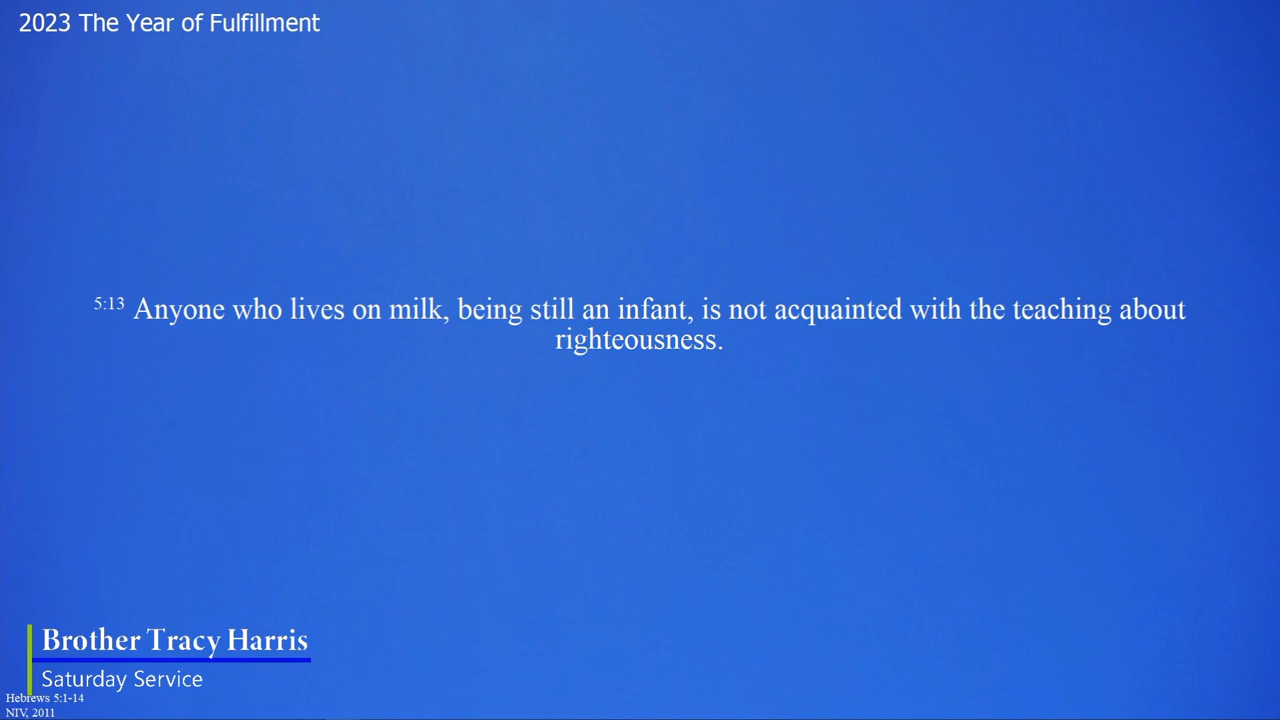 2023 The Year of Fulfillment
5:13 Anyone who lives on milk, being still an infant, is not acquainted with the teaching about
righteousness.
Brother Tracy Harris
Saturday Service
Hebrews 5:1-14
NIV, 2011